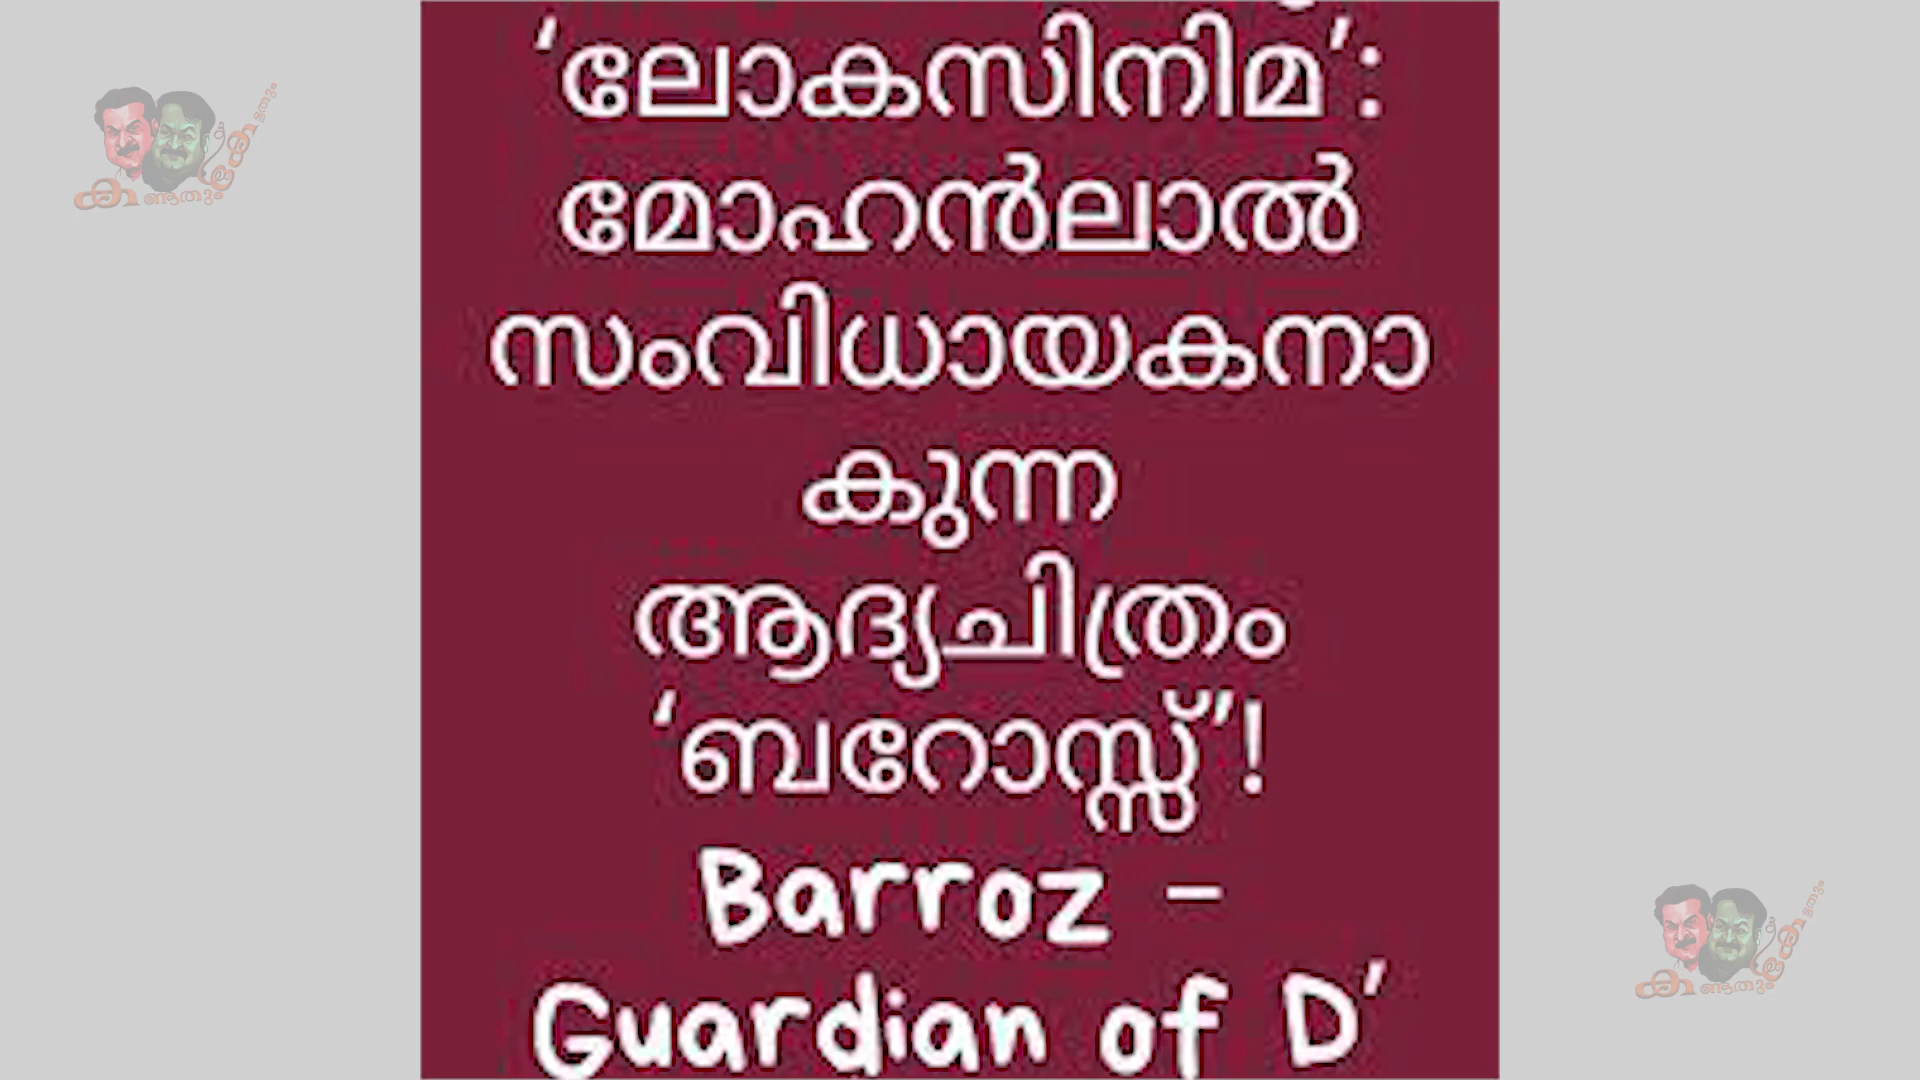 ‘ലോകസിനിമ’:
മോഹൻലാൽ
സംവിധായകനാ
കുന്ന
ആദ്യചിത്രം
‘ബറോസ്സ്’!
Barroz –
Guardian of D’